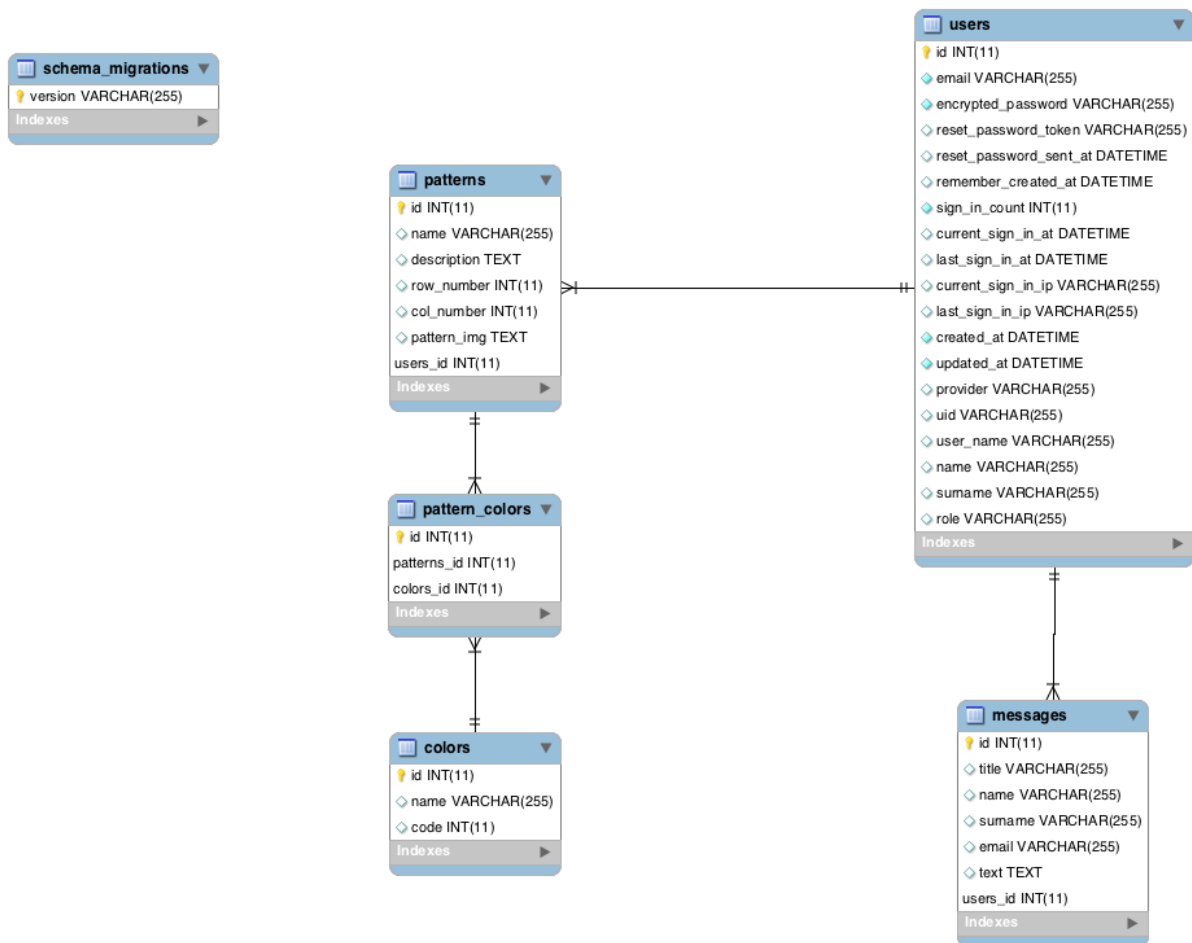 schema_migrations
version VARCHAR(255)
Indexes
patterns
id INT(11)
name VARCHAR(255)
description TEXT
row_number INT(11)
col_number INT(11)
pattern_img TEXT
users_id INT(11)
Indexes
pattern_colors
id INT(11)
patterns_id INT(11)
colors_id INT(11)
Indexes
colors
id INT(11)
name VARCHAR(255)
code INT(11)
Indexes
users
id INT(11)
email VARCHAR(255)
encrypted_password VARCHAR(255)
reset_password_token VARCHAR(255)
reset_password_sent_at DATETIME
remember_created_at DATETIME
sign_in_count INT(11)
current_sign_in_at DATETIME
last_sign_in_at DATETIME
current_sign_in_ip VARCHAR(255)
last_sign_in_ip VARCHAR(255)
created_at DATETIME
updated_at DATETIME
provider VARCHAR(255)
uid VARCHAR(255)
user_name VARCHAR(255)
name VARCHAR(255)
surname VARCHAR(255)
role VARCHAR(255)
Indexes
messages
id INT(11)
title VARCHAR(255)
name VARCHAR(255)
surname VARCHAR(255)
email VARCHAR(255)
text TEXT
users_id INT(11)
Indexes